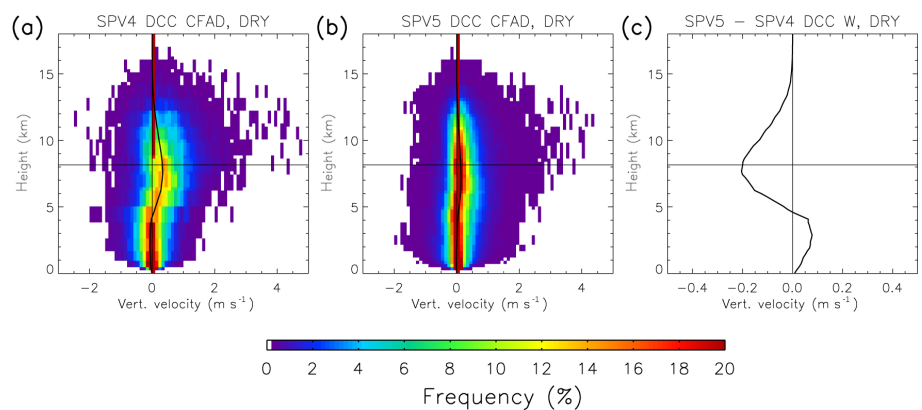 (a) SPV4 DCC CFAD, DRY
Height (km)
15
10
5
0
−2 0 2 4
Vert. velocity (m s⁻¹)
(b) SPV5 DCC CFAD, DRY
Height (km)
15
10
5
0
−2 0 2 4
Vert. velocity (m s⁻¹)
(c) SPV5 − SPV4 DCC W, DRY
Height (km)
15
10
5
0
−0.4 −0.2 0.0 0.2 0.4
Vert. velocity (m s⁻¹)
0 2 4 6 8 10 12 14 16 18 20
Frequency (%)